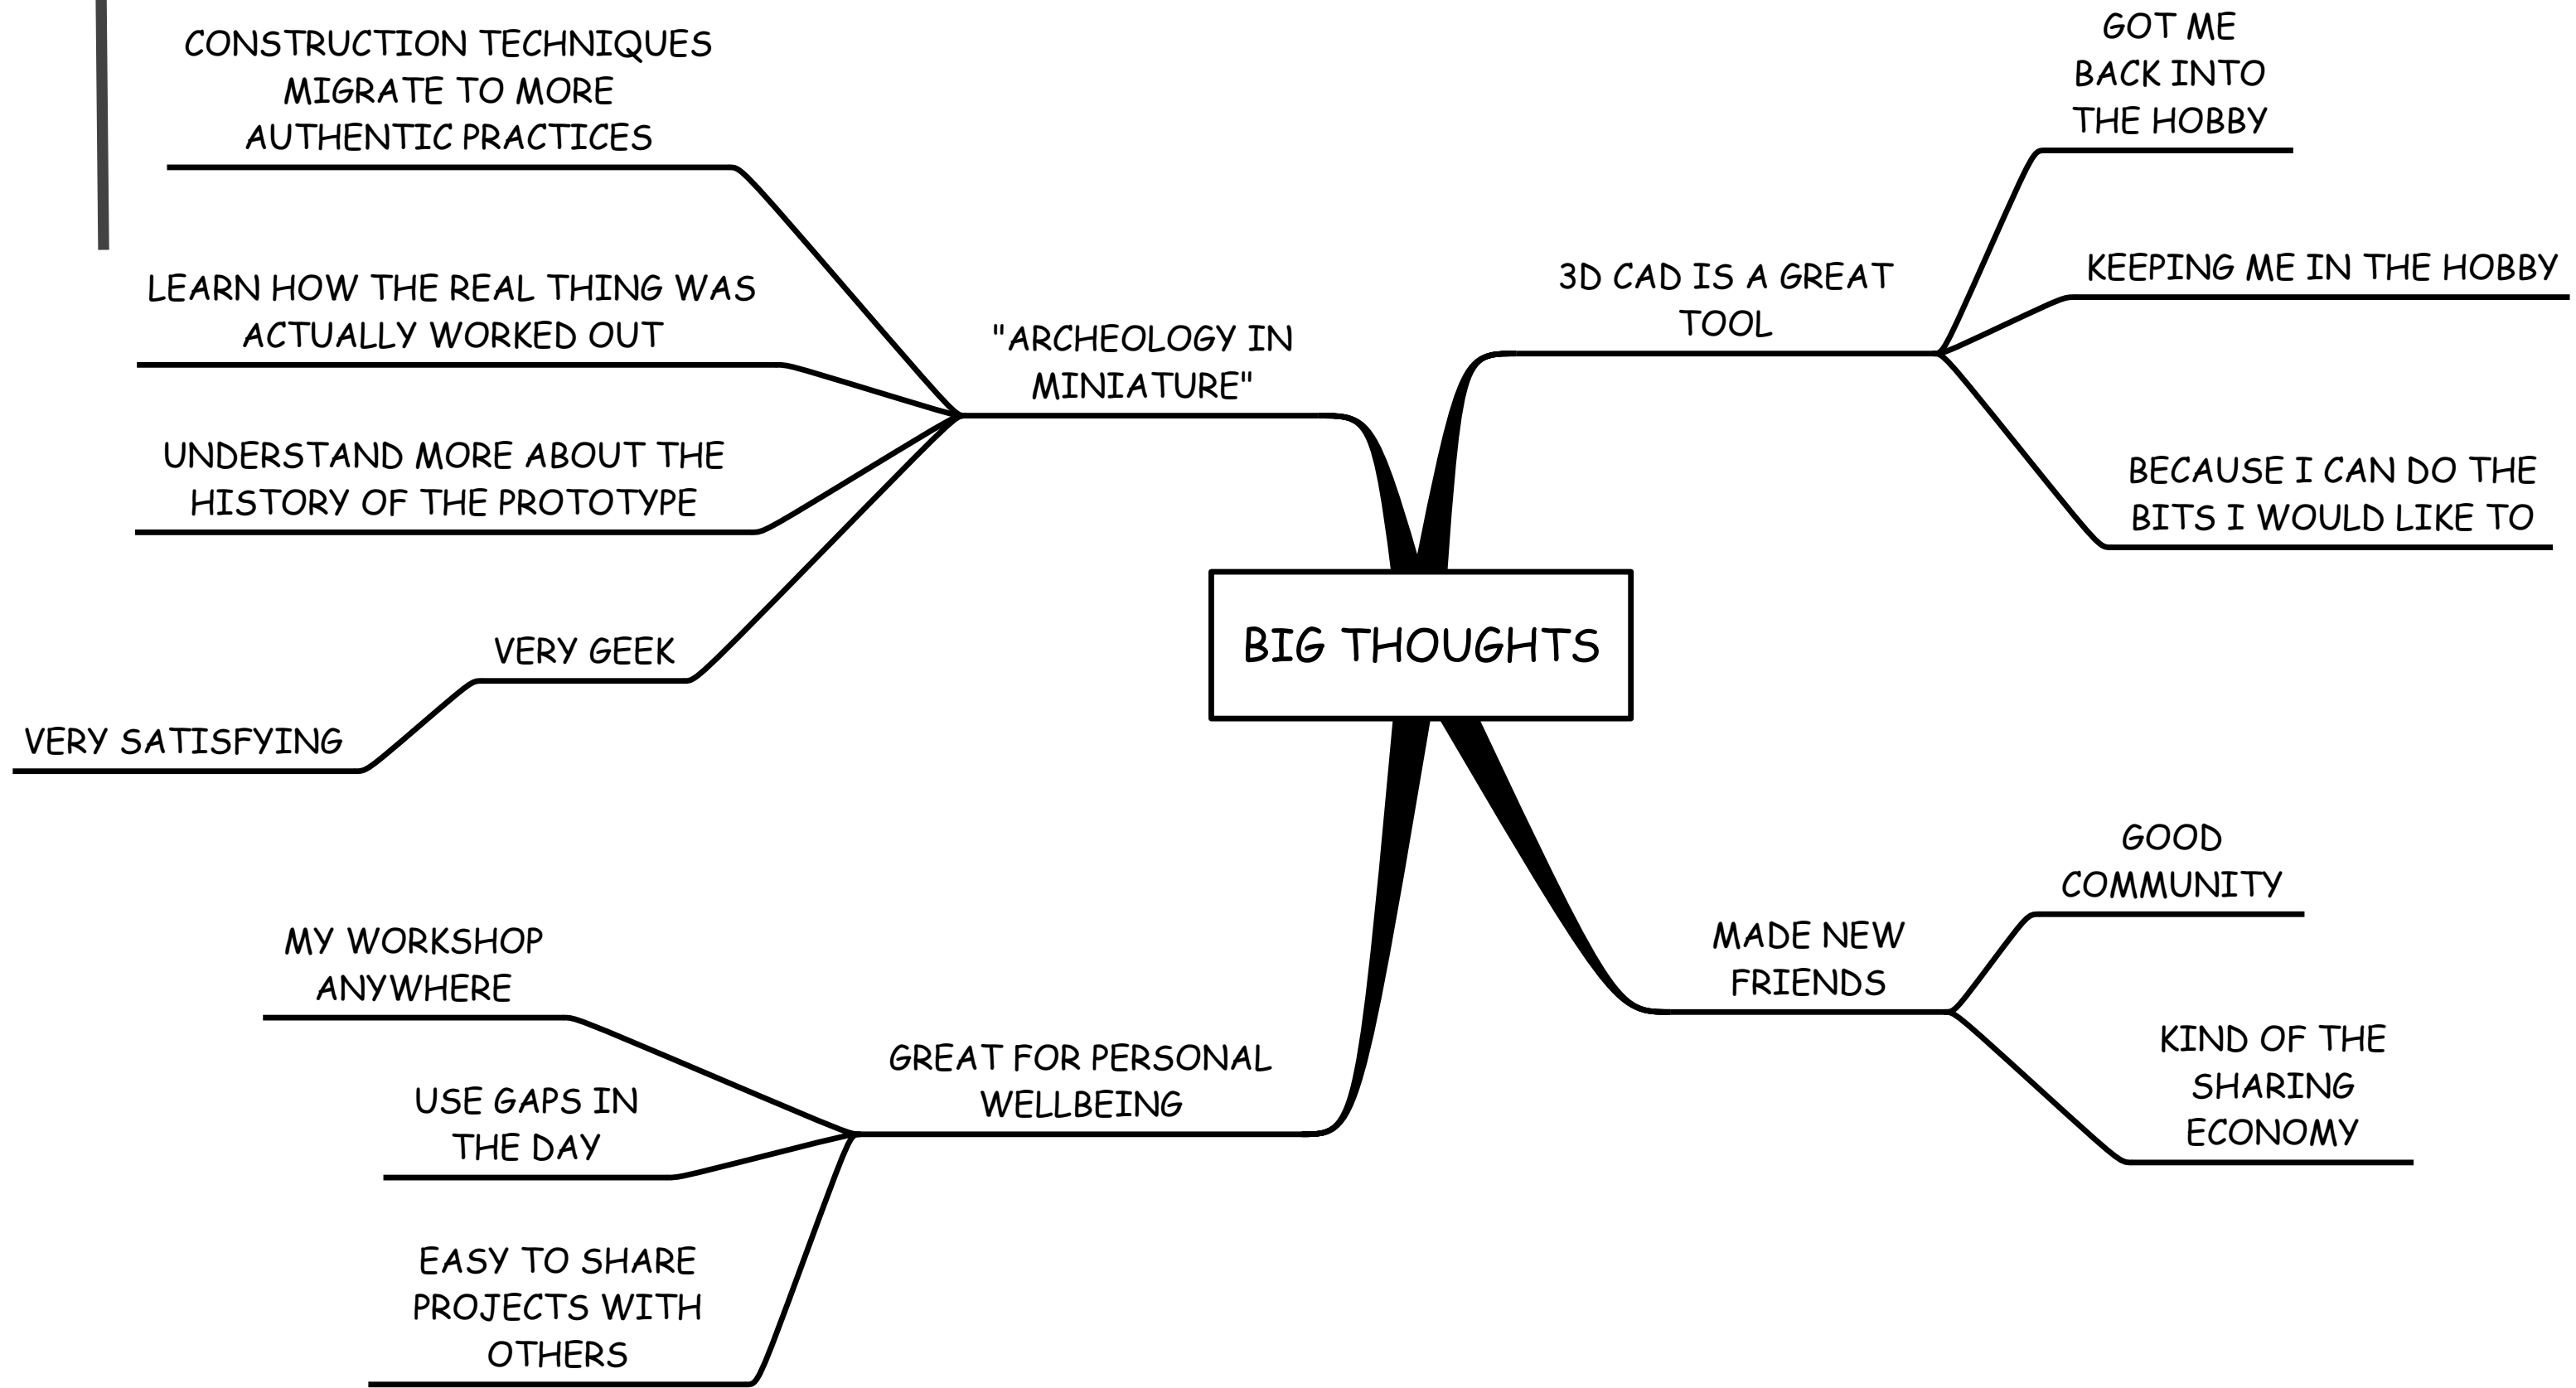 CONSTRUCTION TECHNIQUES
MIGRATE TO MORE
AUTHENTIC PRACTICES
LEARN HOW THE REAL THING WAS
ACTUALLY WORKED OUT
UNDERSTAND MORE ABOUT THE
HISTORY OF THE PROTOTYPE
VERY GEEK
VERY SATISFYING
"ARCHEOLOGY IN
MINIATURE"
3D CAD IS A GREAT
TOOL
GOT ME
BACK INTO
THE HOBBY
KEEPING ME IN THE HOBBY
BECAUSE I CAN DO THE
BITS I WOULD LIKE TO
BIG THOUGHTS
MY WORKSHOP
ANYWHERE
USE GAPS IN
THE DAY
EASY TO SHARE
PROJECTS WITH
OTHERS
GREAT FOR PERSONAL
WELLBEING
MADE NEW
FRIENDS
GOOD
COMMUNITY
KIND OF THE
SHARING
ECONOMY